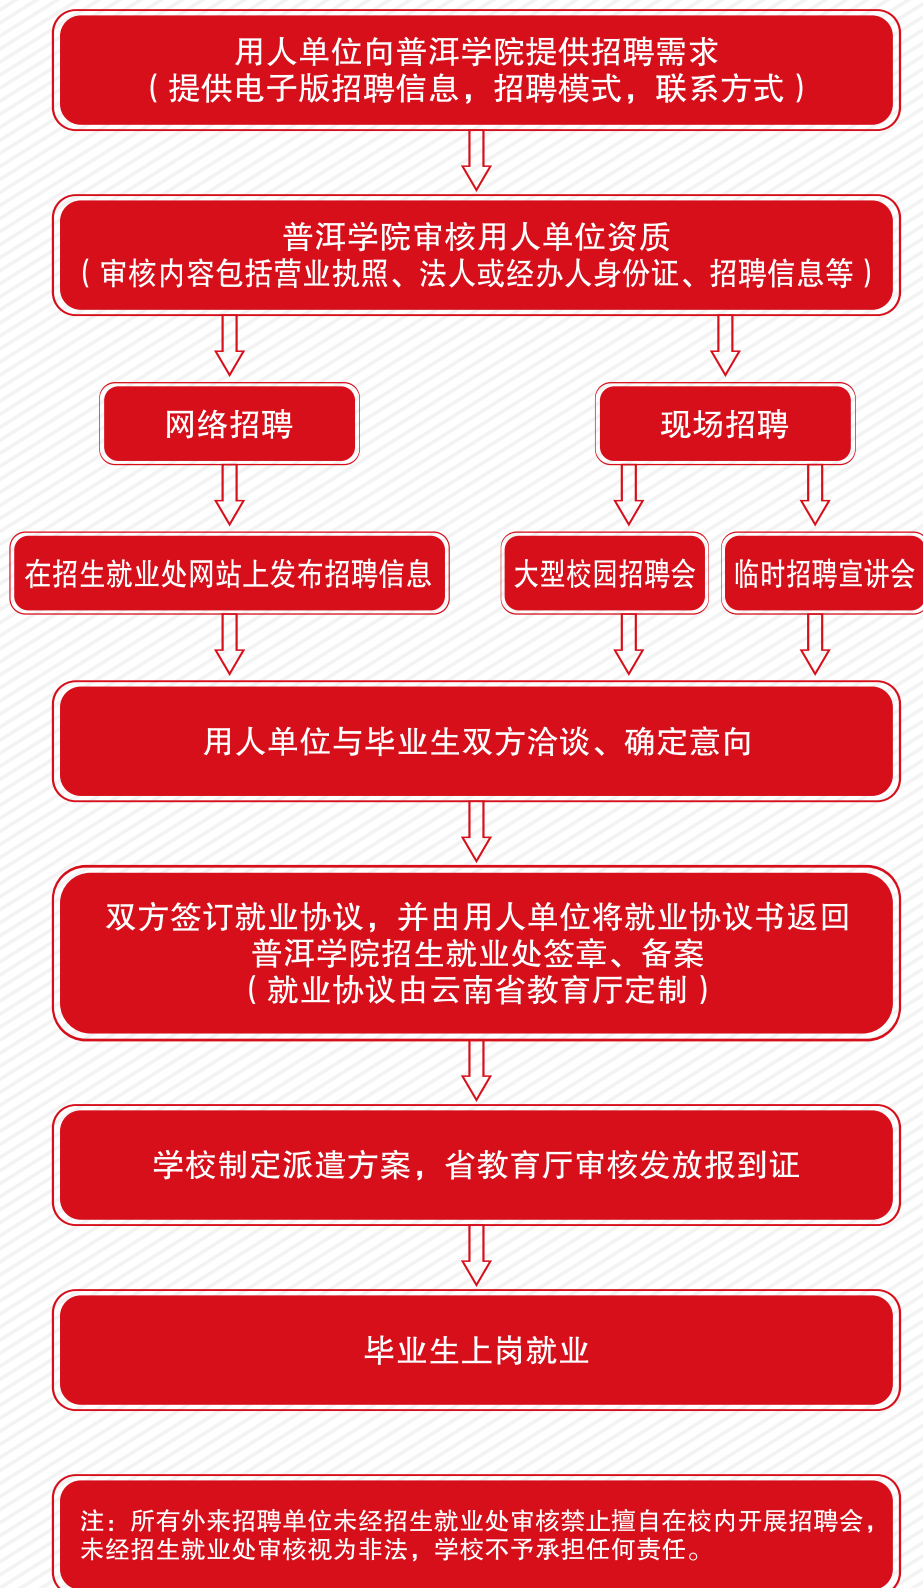 用人单位向普洱学院提供招聘需求
（提供电子版招聘信息，招聘模式，联系方式）
普洱学院审核用人单位资质
（审核内容包括营业执照、法人或经办人身份证、招聘信息等）
网络招聘
现场招聘
在招生就业处网站上发布招聘信息
大型校园招聘会
临时招聘宣讲会
用人单位与毕业生双方洽谈、确定意向
双方签订就业协议，并由用人单位将就业协议书返回
普洱学院招生就业处签章、备案
（就业协议由云南省教育厅定制）
学校制定派遣方案，省教育厅审核发放报到证
毕业生上岗就业
注：所有外来招聘单位未经招生就业处审核禁止擅自在校内开展招聘会，
未经招生就业处审核视为非法，学校不予承担任何责任。